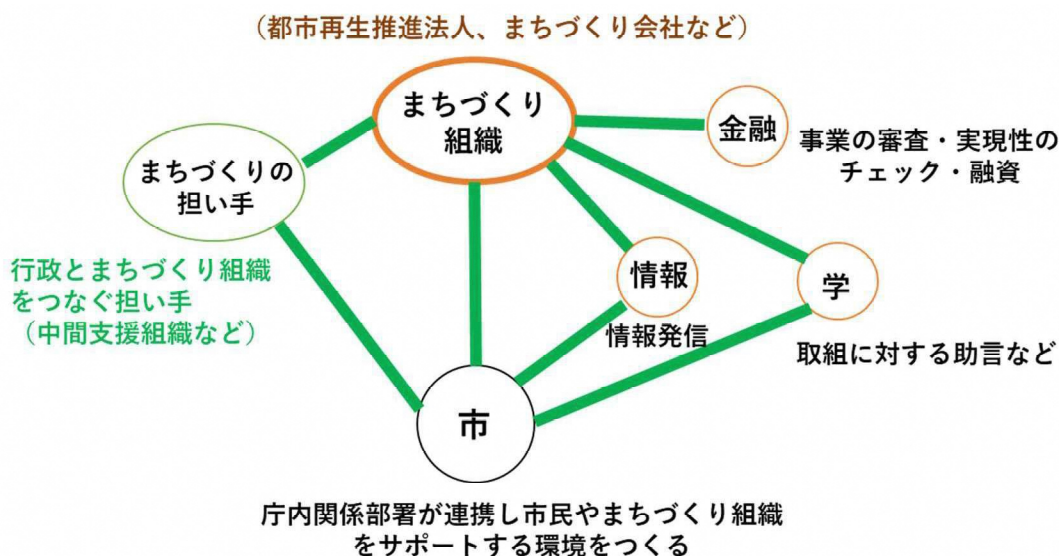 （都市再生推進法人、まちづくり会社など）
まちづくり
組織
金融
事業の審査・実現性の
チェック・融資
まちづくりの
担い手
行政とまちづくり組織
をつなぐ担い手
（中間支援組織など）
情報
情報発信
学
取組に対する助言など
市
庁内関係部署が連携し市民やまちづくり組織
をサポートする環境をつくる